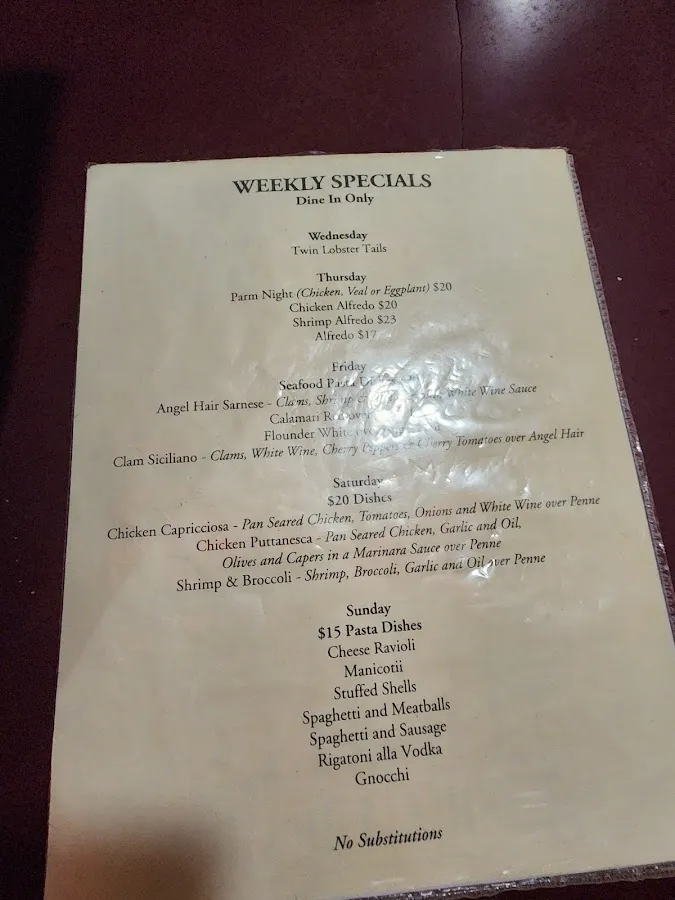 WEEKLY SPECIALS
Dine In Only
Wednesday
Twin Lobster Tails
Thursday
Parm Night (Chicken, Veal or Eggplant) $20
Chicken Alfredo $20
Shrimp Alfredo $23
Alfredo $17
Friday
Seafood Pasta
Angel Hair Sarnese - Clams, Shrimp White Wine Sauce
Calamari
Flounder White
Clam Siciliano - Clams, White Wine, Cherry Peppers & Cherry Tomatoes over Angel Hair
Saturday
$20 Dishes
Chicken Capricciosa - Pan Seared Chicken, Tomatoes, Onions and White Wine over Penne
Chicken Puttanesca - Pan Seared Chicken, Garlic and Oil,
Olives and Capers in a Marinara Sauce over Penne
Shrimp & Broccoli - Shrimp, Broccoli, Garlic and Oil over Penne
Sunday
$15 Pasta Dishes
Cheese Ravioli
Manicotii
Stuffed Shells
Spaghetti and Meatballs
Spaghetti and Sausage
Rigatoni alla Vodka
Gnocchi
No Substitutions